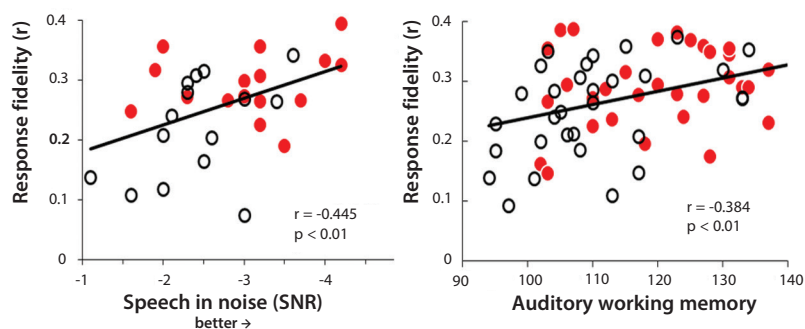 Response fidelity (r)
0.4
0.3
0.2
0.1
0
-1 -2 -3 -4
r = -0.445
p < 0.01
Speech in noise (SNR)
better →
Response fidelity (r)
0.4
0.3
0.2
0.1
0
90 100 110 120 130 140
r = -0.384
p < 0.01
Auditory working memory